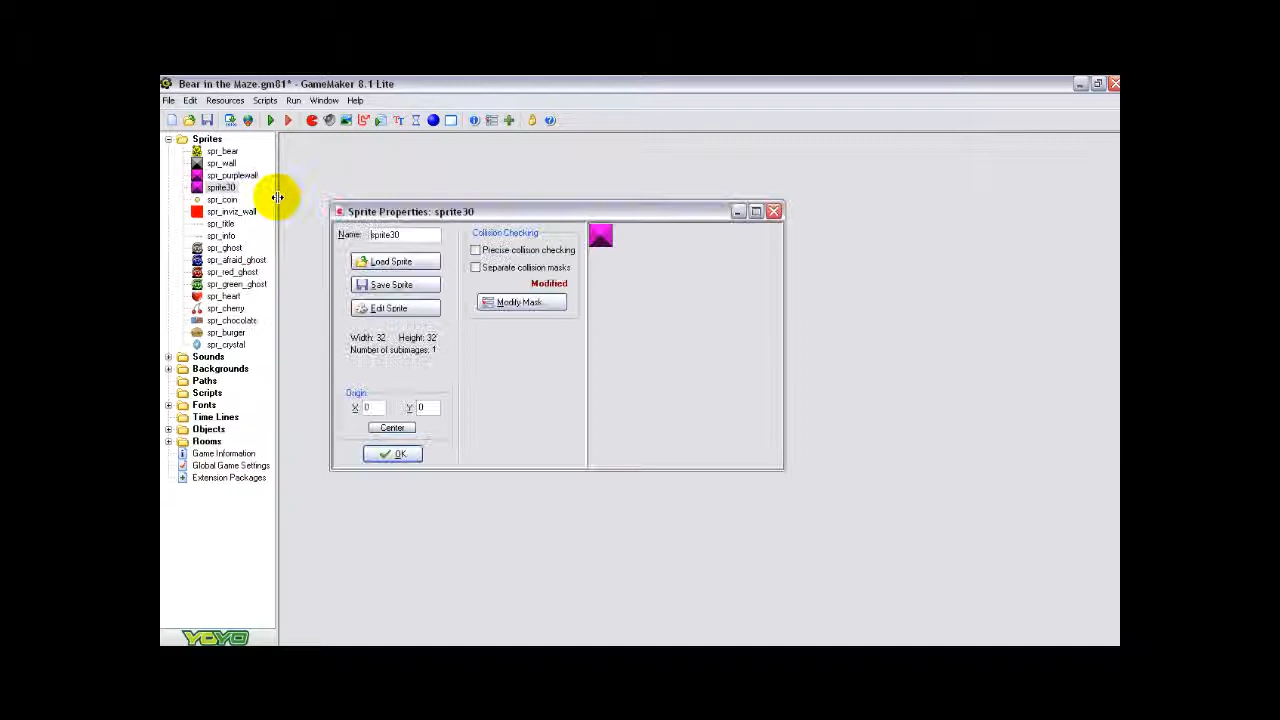 Bear in the Maze.gm81* - GameMaker 8.1 Lite
File Edit Resources Scripts Run Window Help
Sprites
spr_bear
spr_wall
spr_purplewall
sprite30
spr_coin
spr_inviz_wall
spr_title
spr_info
spr_ghost
spr_afraid_ghost
spr_red_ghost
spr_green_ghost
spr_heart
spr_cherry
spr_chocolate
spr_burger
spr_crystal
Sounds
Backgrounds
Paths
Scripts
Fonts
Time Lines
Objects
Rooms
Game Information
Global Game Settings
Extension Packages
YOYO
Sprite Properties: sprite30
Name: sprite30
Load Sprite
Save Sprite
Edit Sprite
Width: 32 Height: 32
Number of subimages: 1
Origin
X 0 Y 0
Center
OK
Collision Checking
Precise collision checking
Separate collision masks
Modified
Modify Mask